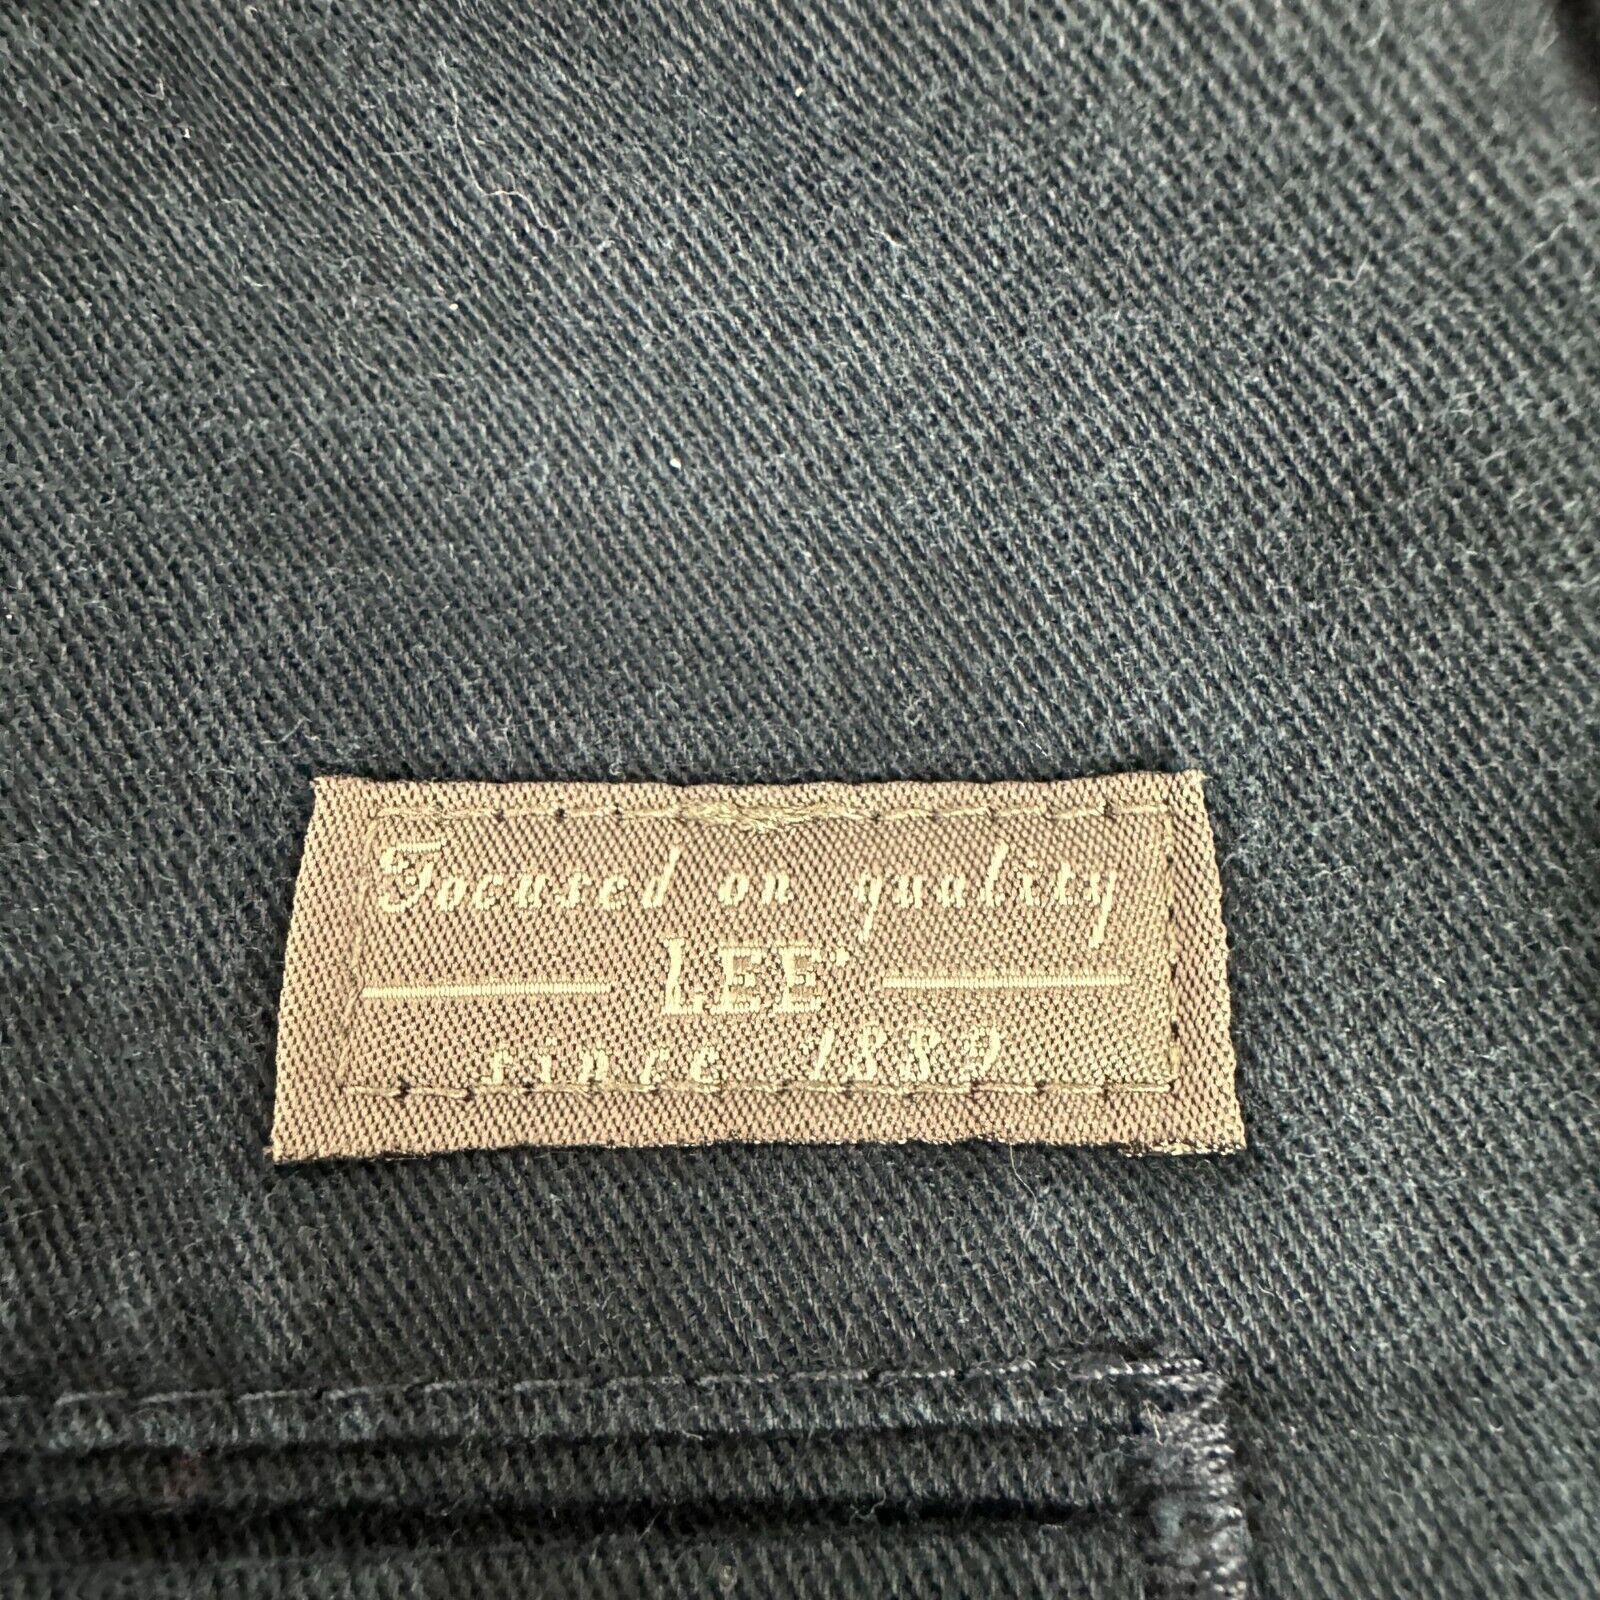 Focused on quality
LEE
since 1889